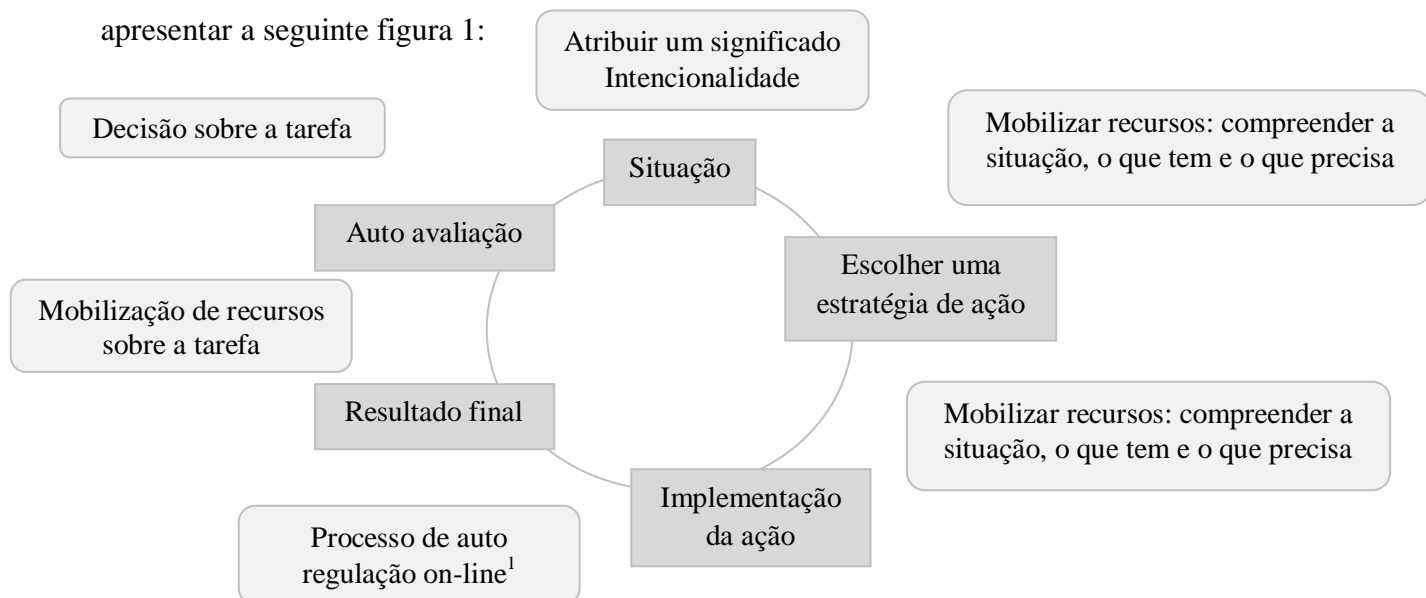 apresentar a seguinte figura 1:
Atribuir um significado
Intencionalidade
Decisão sobre a tarefa
Mobilizar recursos: compreender a
situação, o que tem e o que precisa
Situação
Auto avaliação
Escolher uma
estratégia de ação
Mobilização de recursos
sobre a tarefa
Resultado final
Mobilizar recursos: compreender a
situação, o que tem e o que precisa
Implementação
da ação
Processo de auto
regulação on-line¹